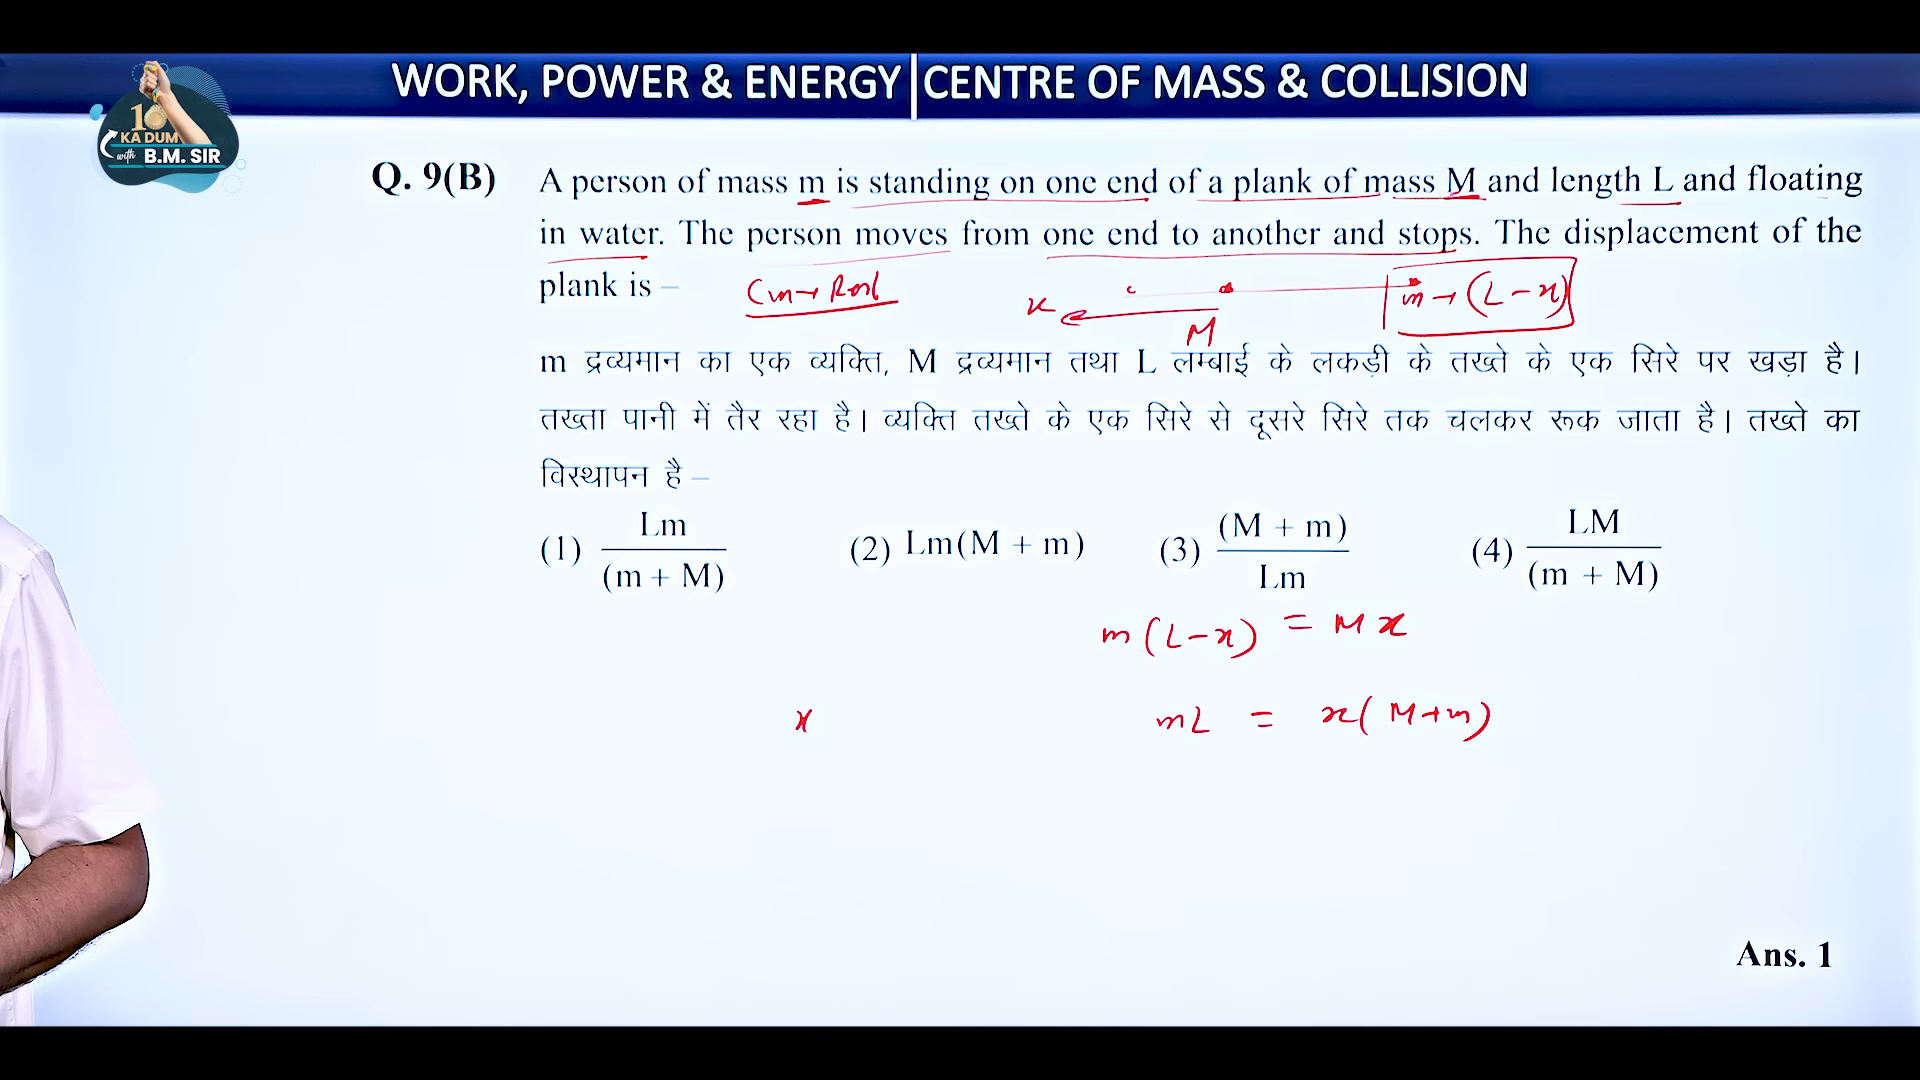 WORK, POWER & ENERGY | CENTRE OF MASS & COLLISION
10
KA DUM
with B.M. SIR
Q. 9(B) A person of mass m is standing on one end of a plank of mass M and length L and floating
in water. The person moves from one end to another and stops. The displacement of the
plank is –
Cm→Rest
x
M
m→(L-x)
m द्रव्यमान का एक व्यक्ति, M द्रव्यमान तथा L लम्बाई के लकड़ी के तख्ते के एक सिरे पर खड़ा है।
तख्ता पानी में तैर रहा है। व्यक्ति तख्ते के एक सिरे से दूसरे सिरे तक चलकर रूक जाता है। तख्ते का
विस्थापन है –
(1) Lm/(m + M) (2) Lm(M + m) (3) (M + m)/Lm (4) LM/(m + M)
m(L-x) = Mx
x mL = x(M+m)
Ans. 1